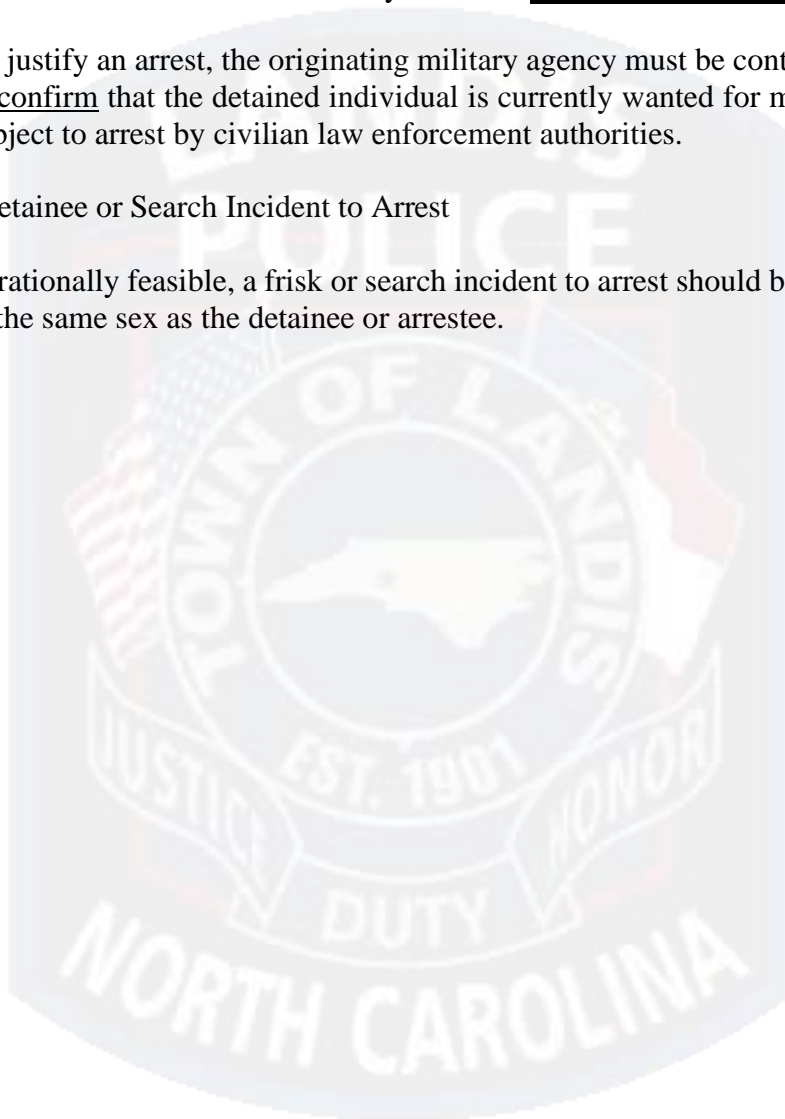 justify an arrest, the originating military agency must be cont
confirm that the detained individual is currently wanted for m
bject to arrest by civilian law enforcement authorities.
etainee or Search Incident to Arrest
rationally feasible, a frisk or search incident to arrest should b
the same sex as the detainee or arrestee.
LANDIS
POLICE
TOWN OF LANDIS
EST. 1901
JUSTICE
DUTY
HONOR
NORTH CAROLINA